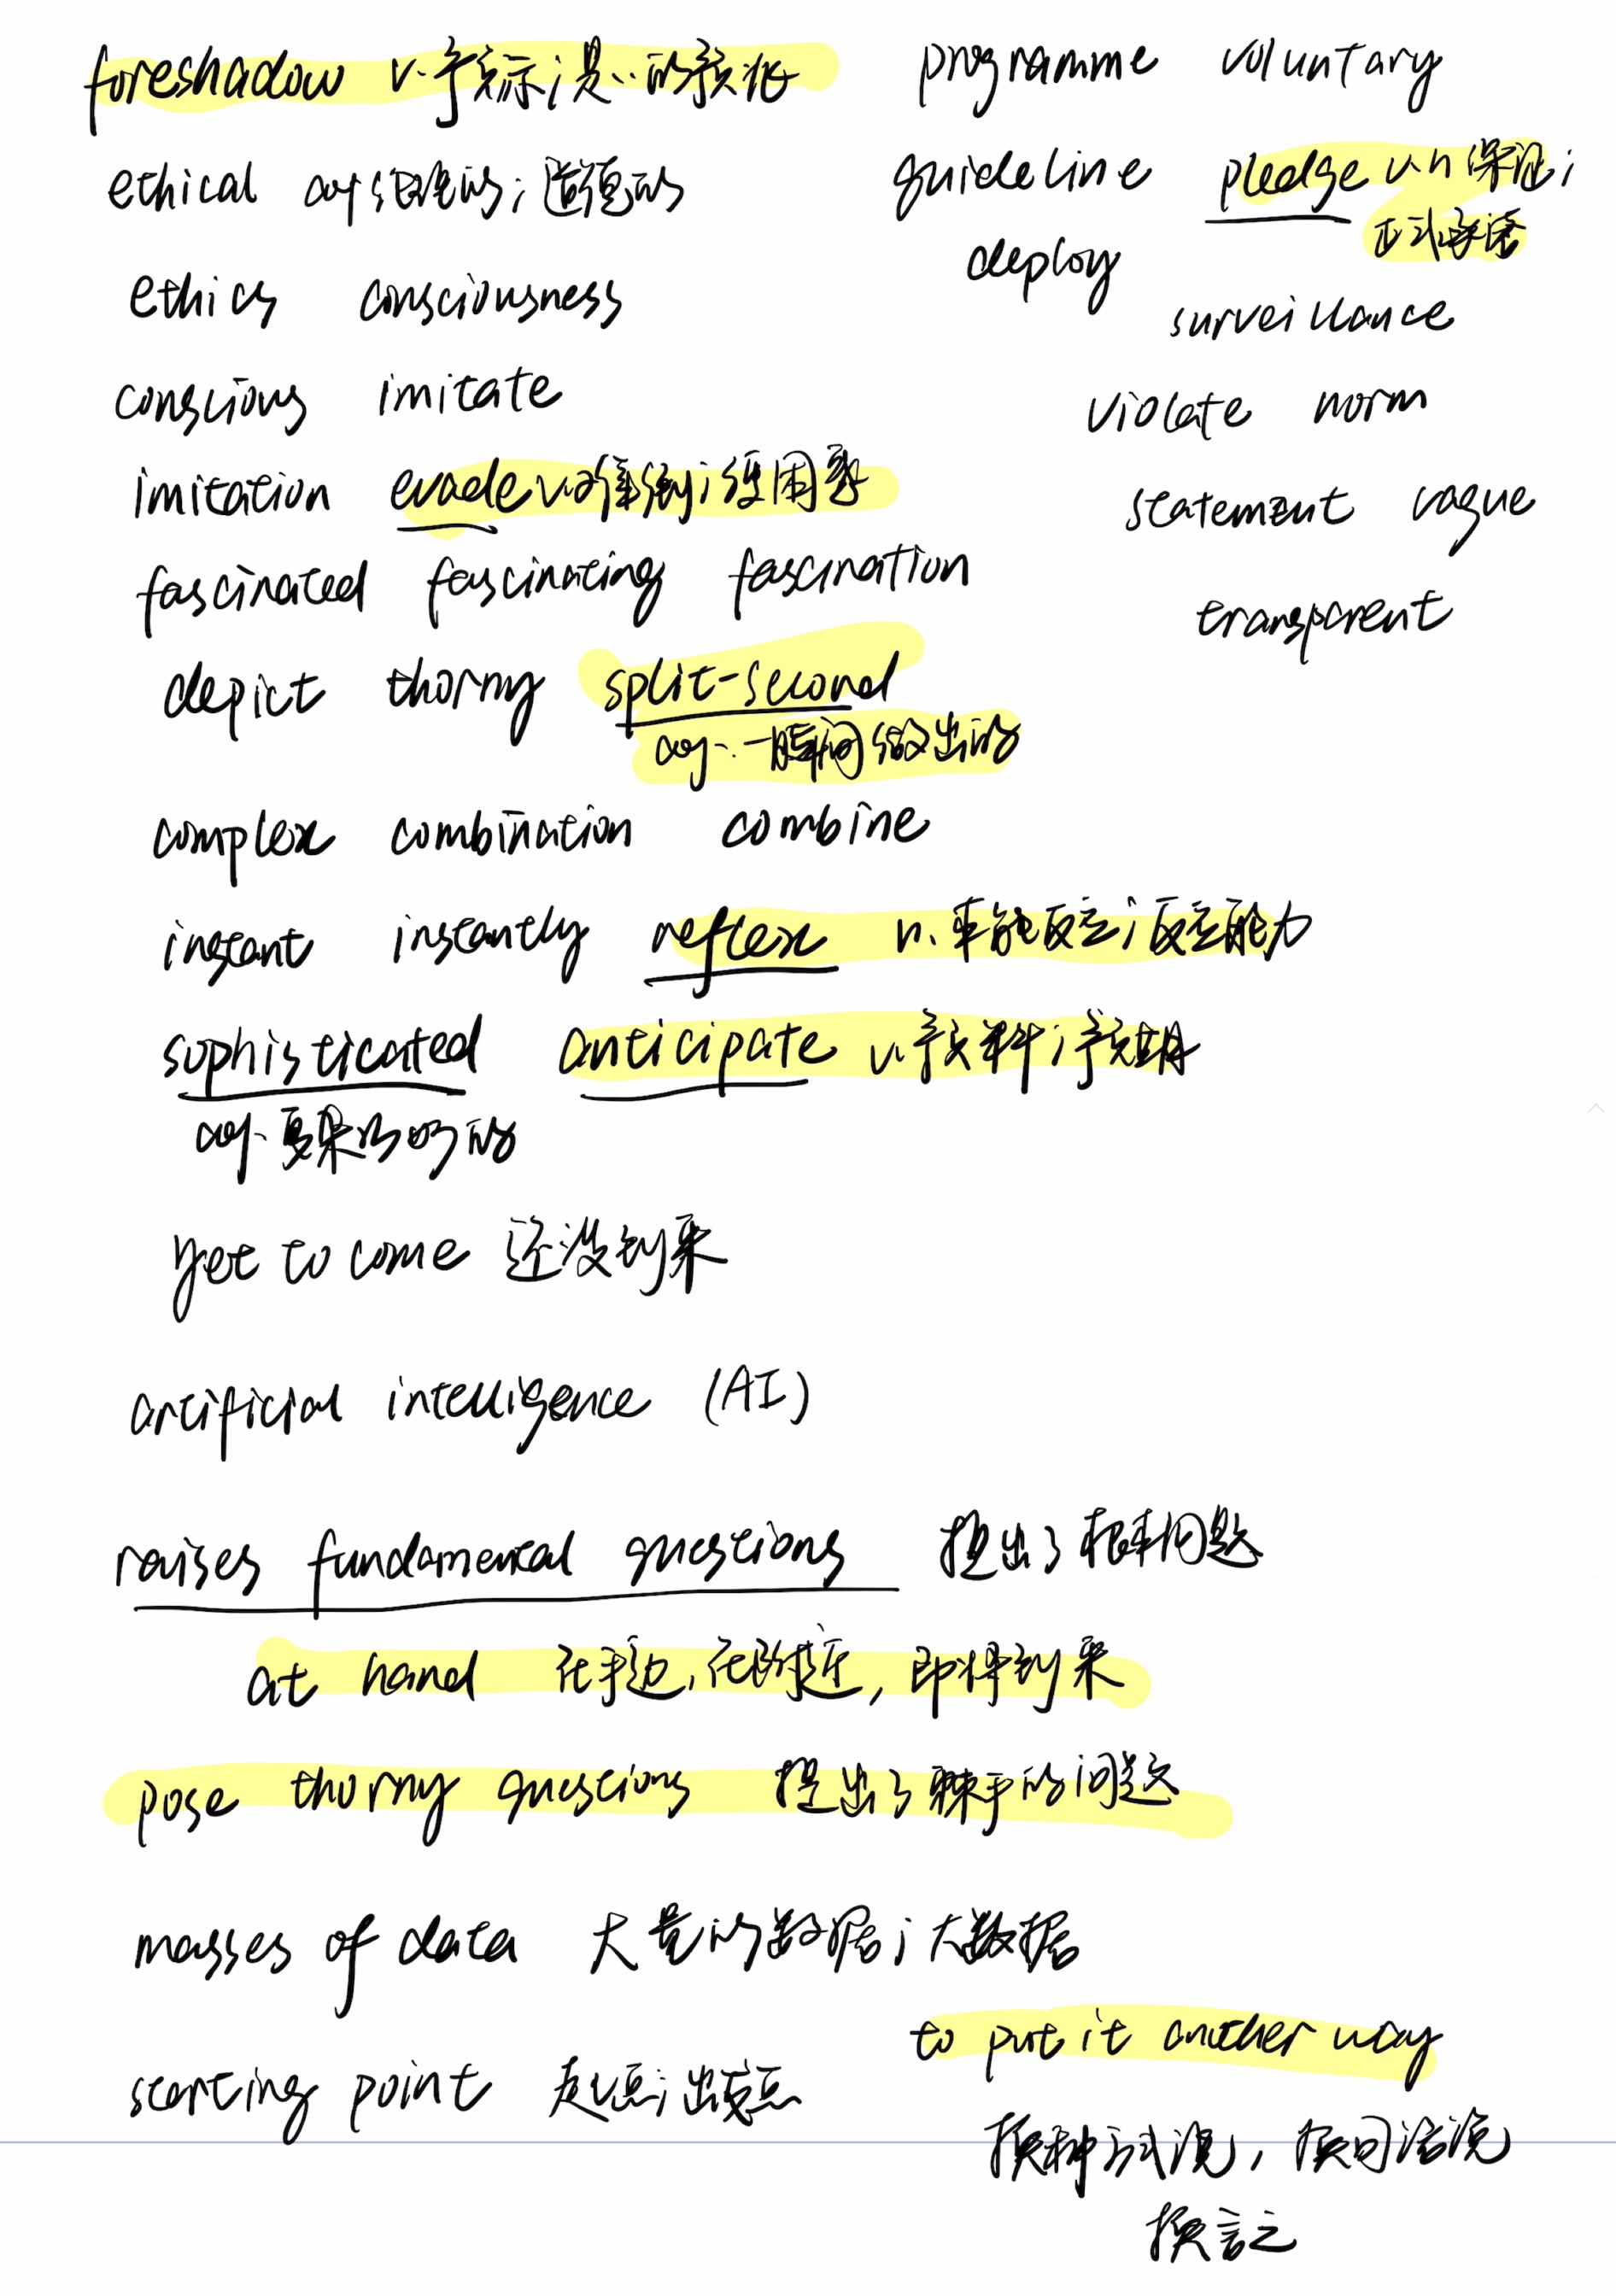 foreshadow v.预示;是..的预兆
ethical adj.伦理的;道德的
ethics consciousness
conscious imitate
imitation evade v.逃避;使困惑
fascinated fascinating fascination
depict thorny split-second
adj..一瞬间做出的
complex combination combine
instant instantly reflex n.本能反应;反应能力
sophisticated anticipate v.预料;预期
adj.复杂巧妙的
yet to come 还没到来
artificial intelligence (AI)
raises fundamental questions 提出了根本问题
at hand 在手边,在附近,即将到来
pose thorny questions 提出了棘手的问题
masses of data 大量的数据;大数据
starting point 起点;出发点
programme voluntary
guideline pledge v.n 保证;
正式承诺
deploy
surveillance
violate norm
statement vague
transparent
to put it another way
换种方式说,换句话说
换言之